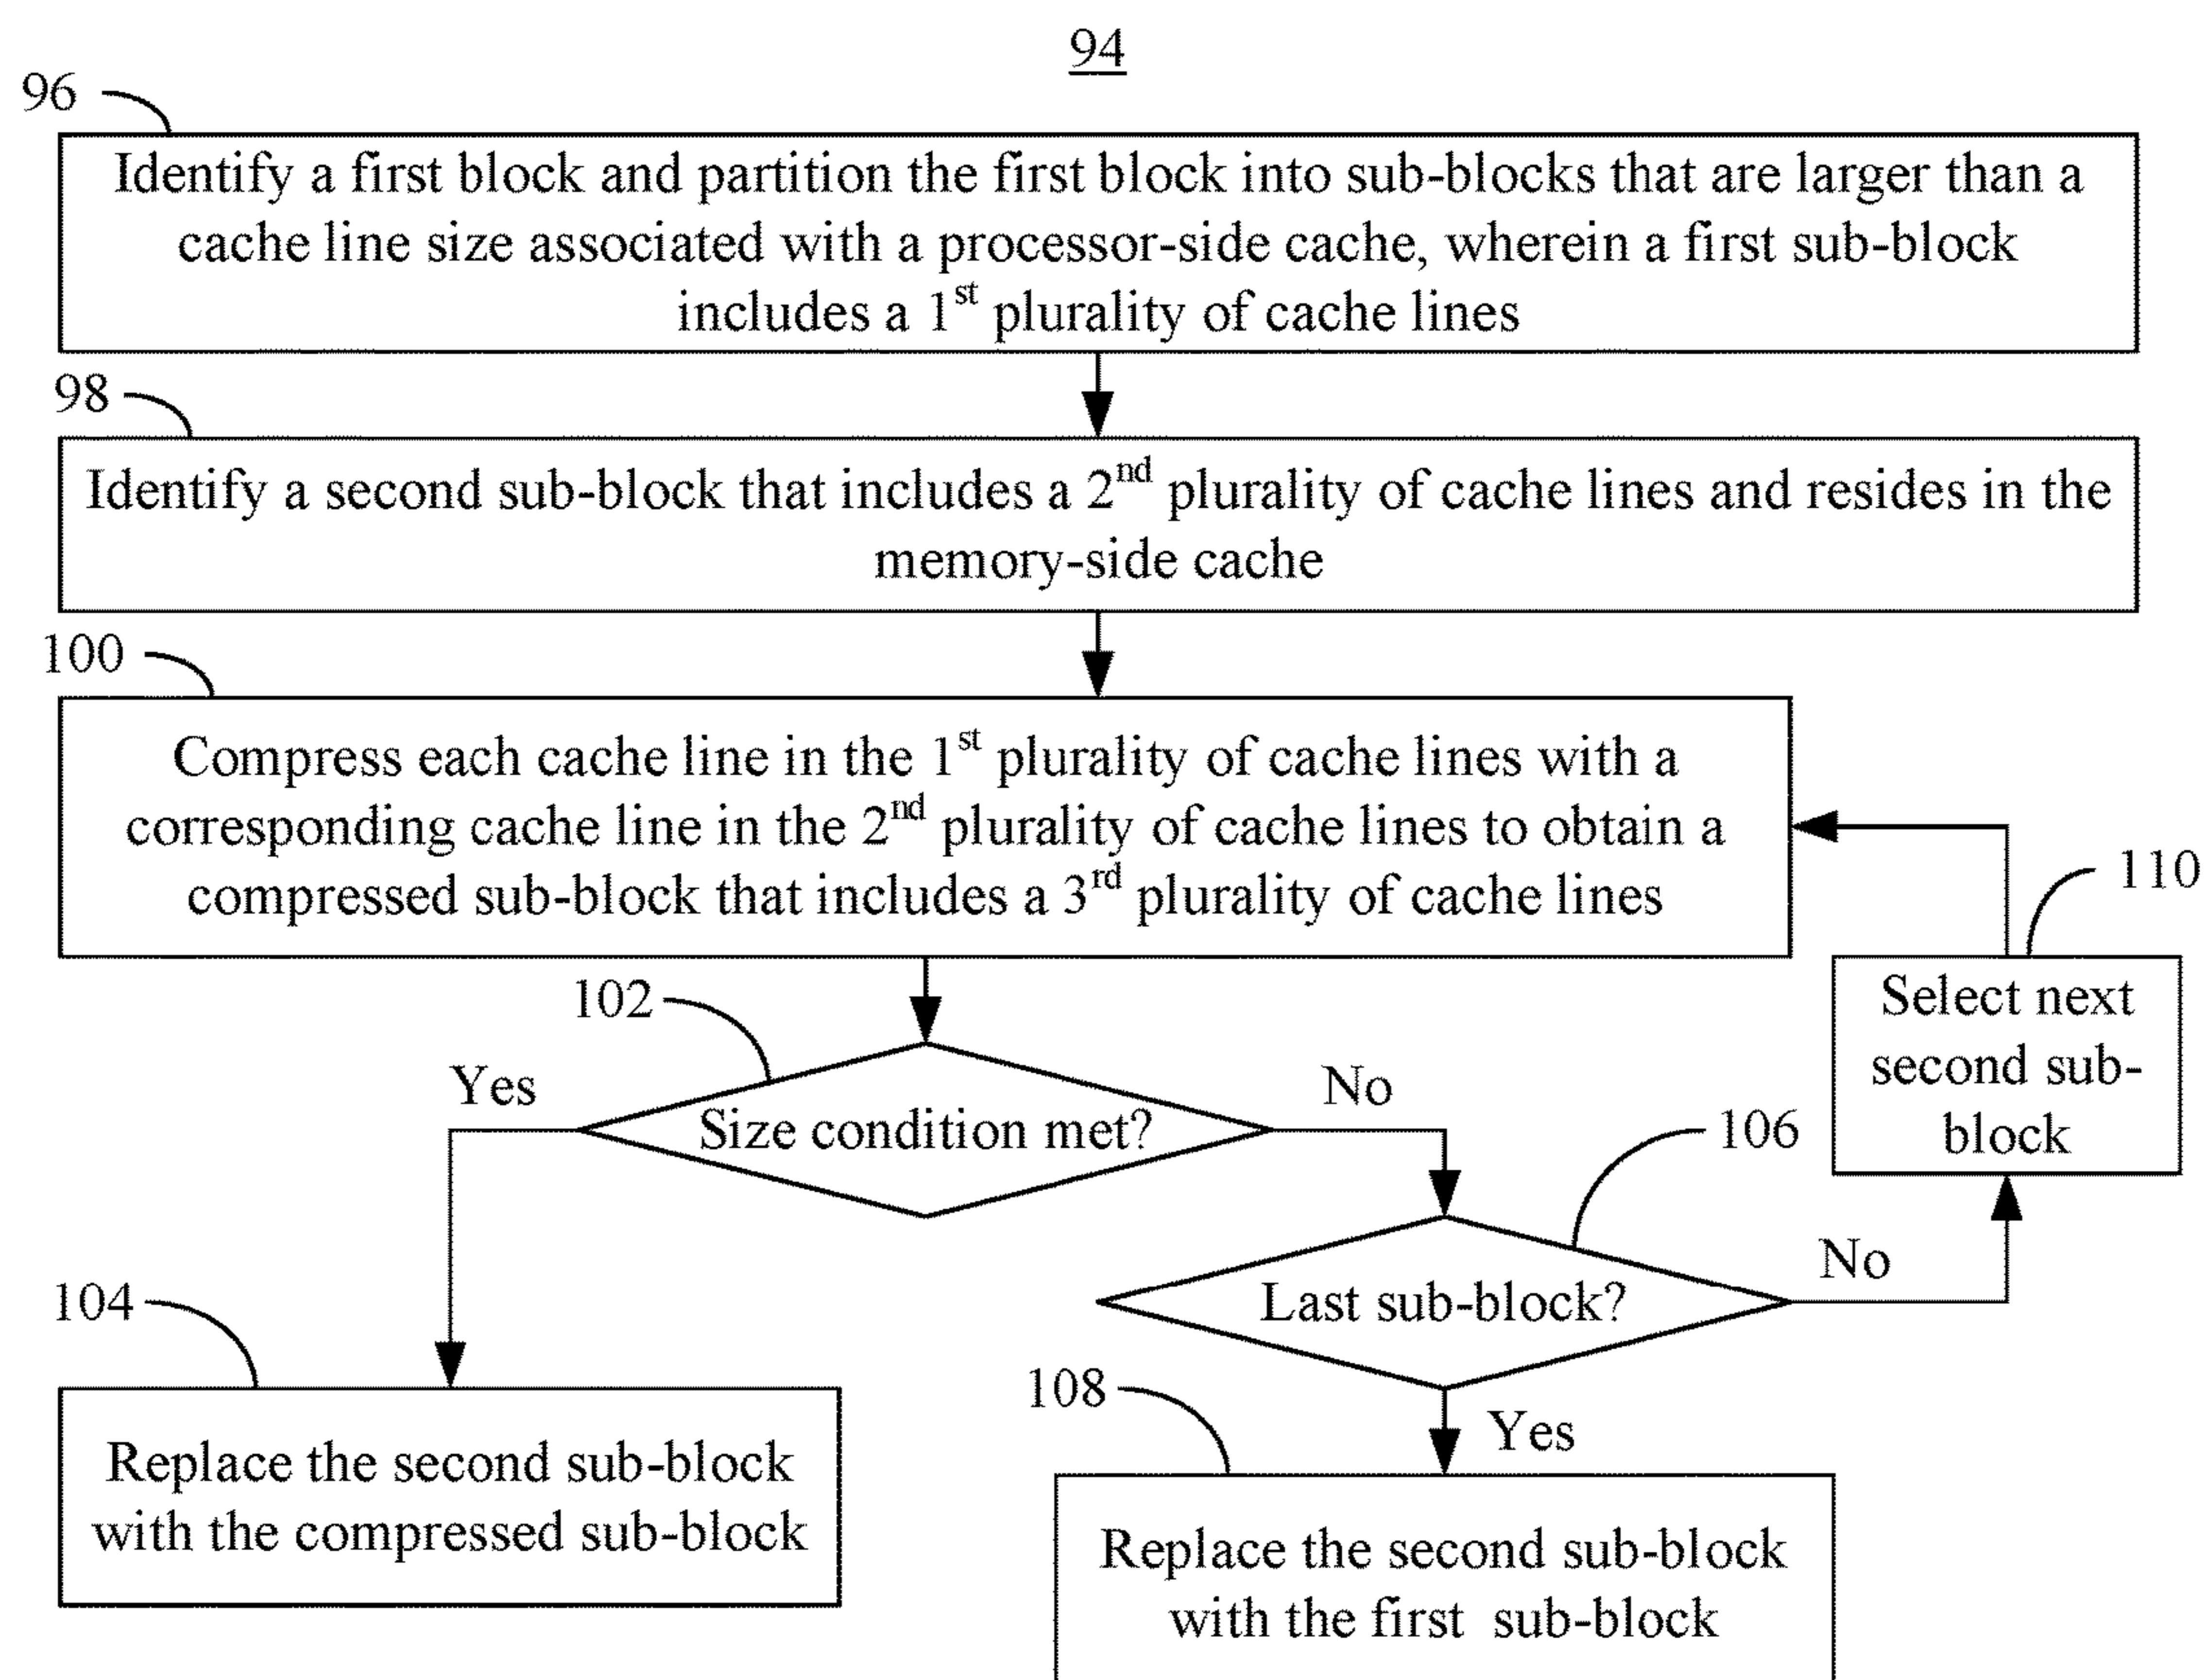 94
96
Identify a first block and partition the first block into sub-blocks that are larger than a
cache line size associated with a processor-side cache, wherein a first sub-block
includes a 1st plurality of cache lines
98
Identify a second sub-block that includes a 2nd plurality of cache lines and resides in the
memory-side cache
100
Compress each cache line in the 1st plurality of cache lines with a
corresponding cache line in the 2nd plurality of cache lines to obtain a
compressed sub-block that includes a 3rd plurality of cache lines
110
Select next
second sub-
block
102
Yes
Size condition met?
No
106
Last sub-block?
No
104
Replace the second sub-block
with the compressed sub-block
108
Yes
Replace the second sub-block
with the first sub-block